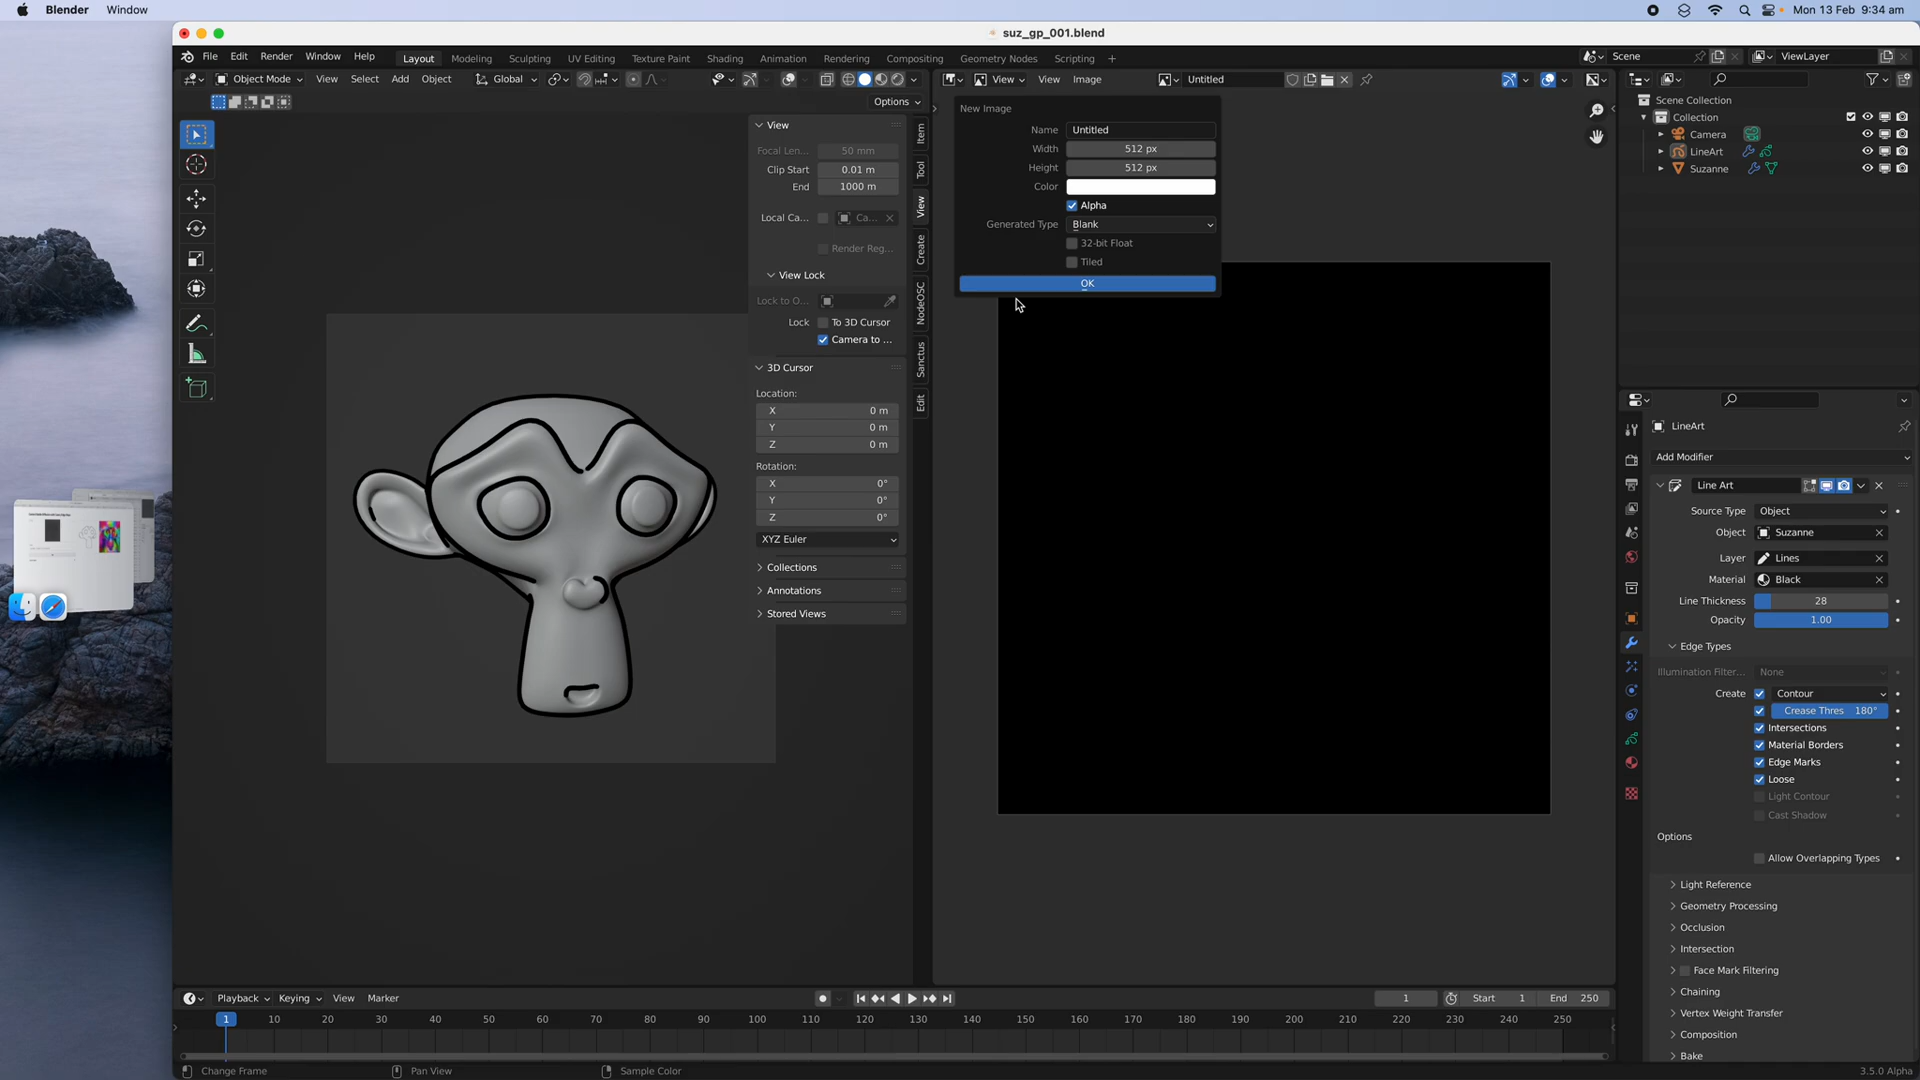 Blender Window
Mon 13 Feb 9:34 am
suz_gp_001.blend
File Edit Render Window Help
Layout Modeling Sculpting UV Editing Texture Paint Shading Animation Rendering Compositing Geometry Nodes Scripting +
Scene
ViewLayer
Object Mode View Select Add Object Global
View View Image Untitled
Options
View
Focal Len... 50 mm
Clip Start 0.01 m
End 1000 m
Local Ca... Ca...
Render Reg...
View Lock
Lock to O...
Lock To 3D Cursor
Camera to ...
3D Cursor
Location:
X 0 m
Y 0 m
Z 0 m
Rotation:
X 0°
Y 0°
Z 0°
XYZ Euler
Collections
Annotations
Stored Views
Item
Tool
View
Create
NodeOSC
Sanctus
Edit
New Image
Name Untitled
Width 512 px
Height 512 px
Color
Alpha
Generated Type Blank
32-bit Float
Tiled
OK
Scene Collection
Collection
Camera
LineArt
Suzanne
LineArt
Add Modifier
Line Art
Source Type Object
Object Suzanne
Layer Lines
Material Black
Line Thickness 28
Opacity 1.00
Edge Types
Illumination Filter... None
Create Contour
Crease Thres 180°
Intersections
Material Borders
Edge Marks
Loose
Light Contour
Cast Shadow
Options
Allow Overlapping Types
Light Reference
Geometry Processing
Occlusion
Intersection
Face Mark Filtering
Chaining
Vertex Weight Transfer
Composition
Bake
Playback Keying View Marker
1 Start 1 End 250
1 10 20 30 40 50 60 70 80 90 100 110 120 130 140 150 160 170 180 190 200 210 220 230 240 250
Change Frame Pan View Sample Color
3.5.0 Alpha